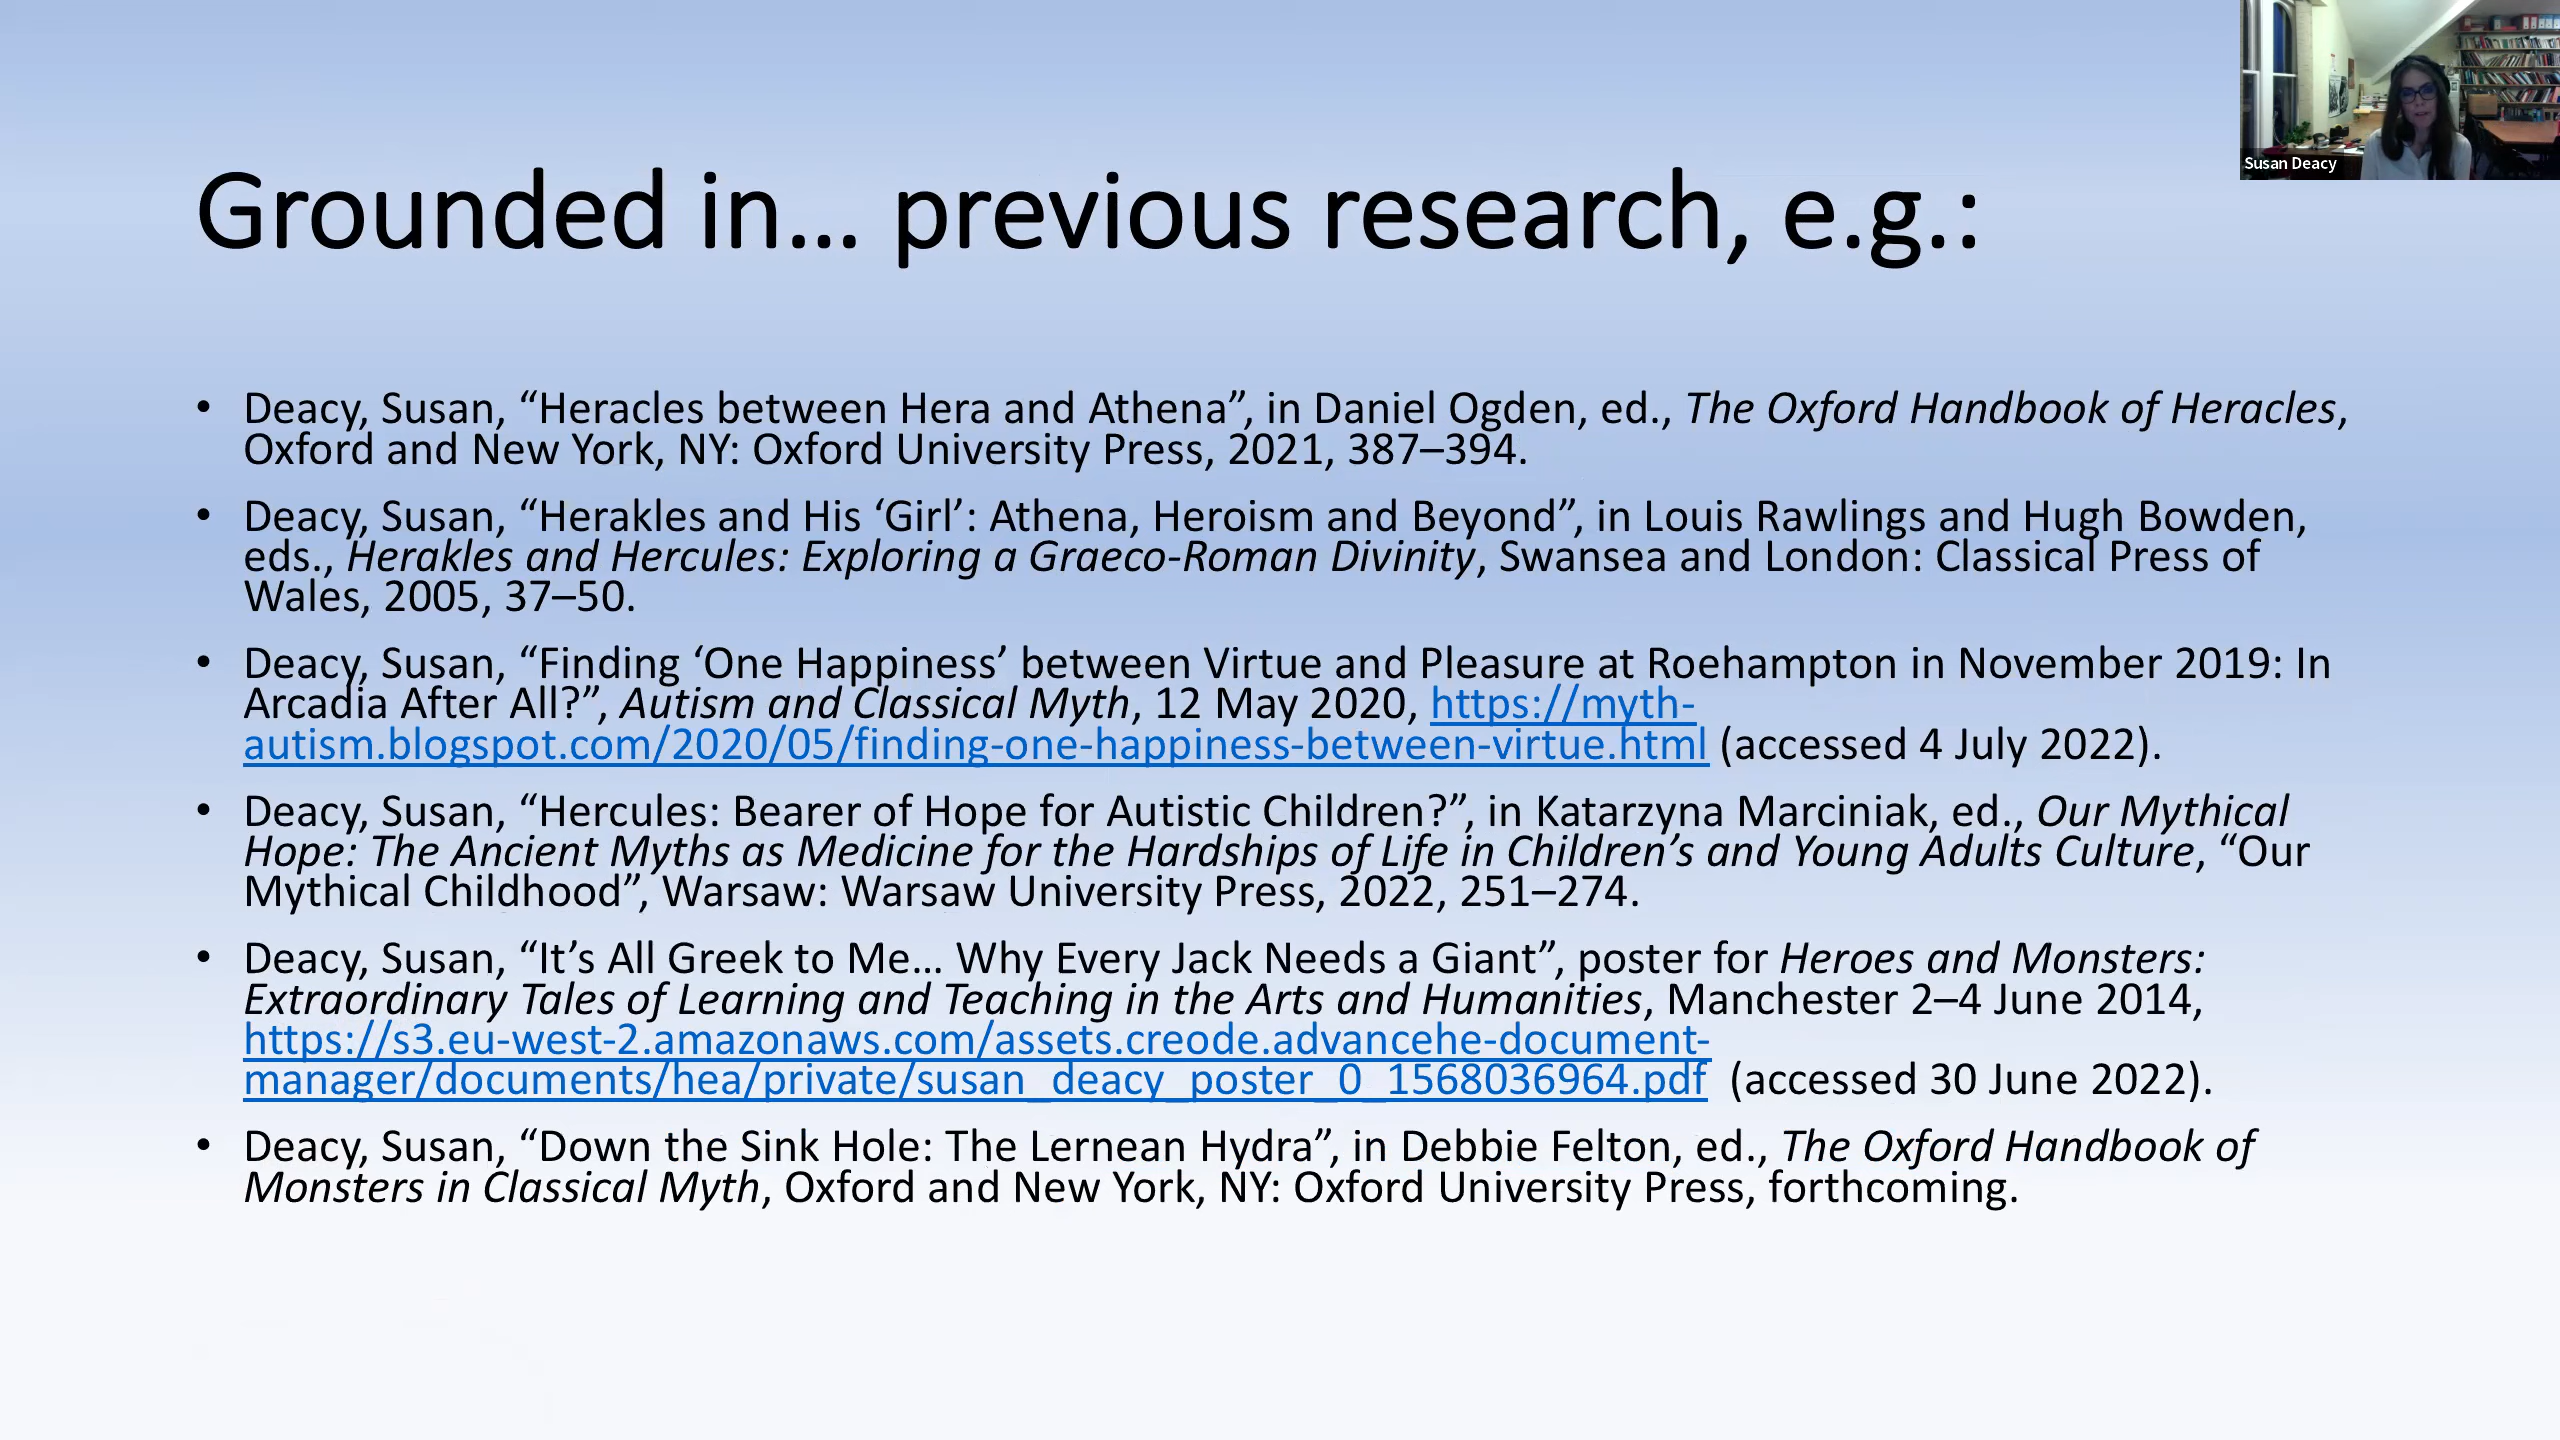 Susan Deacy
Grounded in… previous research, e.g.:
• Deacy, Susan, “Heracles between Hera and Athena”, in Daniel Ogden, ed., The Oxford Handbook of Heracles,
Oxford and New York, NY: Oxford University Press, 2021, 387–394.
• Deacy, Susan, “Herakles and His ‘Girl’: Athena, Heroism and Beyond”, in Louis Rawlings and Hugh Bowden,
eds., Herakles and Hercules: Exploring a Graeco-Roman Divinity, Swansea and London: Classical Press of
Wales, 2005, 37–50.
• Deacy, Susan, “Finding ‘One Happiness’ between Virtue and Pleasure at Roehampton in November 2019: In
Arcadia After All?”, Autism and Classical Myth, 12 May 2020, https://myth-
autism.blogspot.com/2020/05/finding-one-happiness-between-virtue.html (accessed 4 July 2022).
• Deacy, Susan, “Hercules: Bearer of Hope for Autistic Children?”, in Katarzyna Marciniak, ed., Our Mythical
Hope: The Ancient Myths as Medicine for the Hardships of Life in Children’s and Young Adults Culture, “Our
Mythical Childhood”, Warsaw: Warsaw University Press, 2022, 251–274.
• Deacy, Susan, “It’s All Greek to Me… Why Every Jack Needs a Giant”, poster for Heroes and Monsters:
Extraordinary Tales of Learning and Teaching in the Arts and Humanities, Manchester 2–4 June 2014,
https://s3.eu-west-2.amazonaws.com/assets.creode.advancehe-document-
manager/documents/hea/private/susan_deacy_poster_0_1568036964.pdf (accessed 30 June 2022).
• Deacy, Susan, “Down the Sink Hole: The Lernean Hydra”, in Debbie Felton, ed., The Oxford Handbook of
Monsters in Classical Myth, Oxford and New York, NY: Oxford University Press, forthcoming.